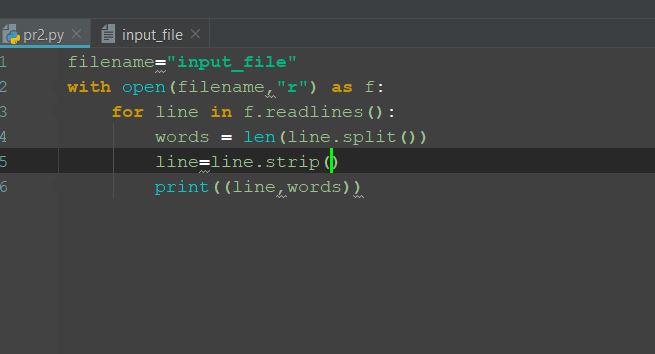 pr2.py input_file
1 filename="input_file"
2 with open(filename,"r") as f:
3     for line in f.readlines():
4         words = len(line.split())
5         line=line.strip()
6         print((line,words))